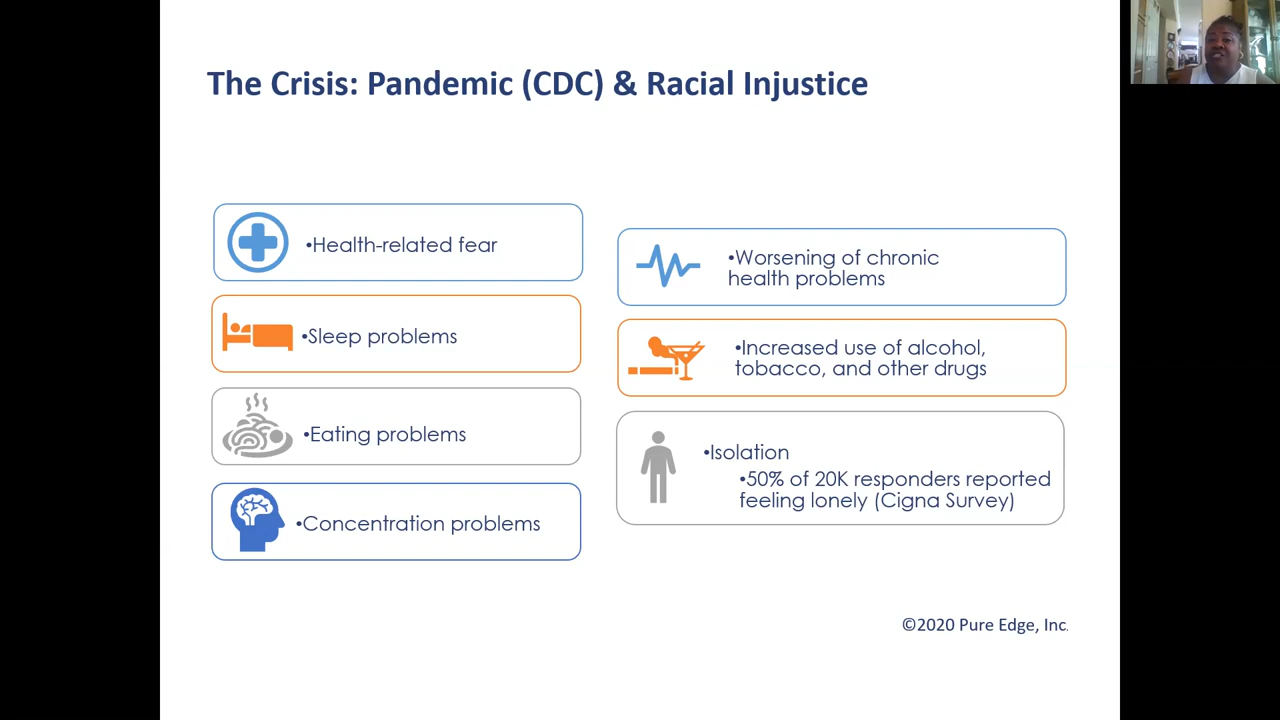 The Crisis: Pandemic (CDC) & Racial Injustice
•Health-related fear
•Sleep problems
•Eating problems
•Concentration problems
•Worsening of chronic
health problems
•Increased use of alcohol,
tobacco, and other drugs
•Isolation
•50% of 20K responders reported
feeling lonely (Cigna Survey)
©2020 Pure Edge, Inc.